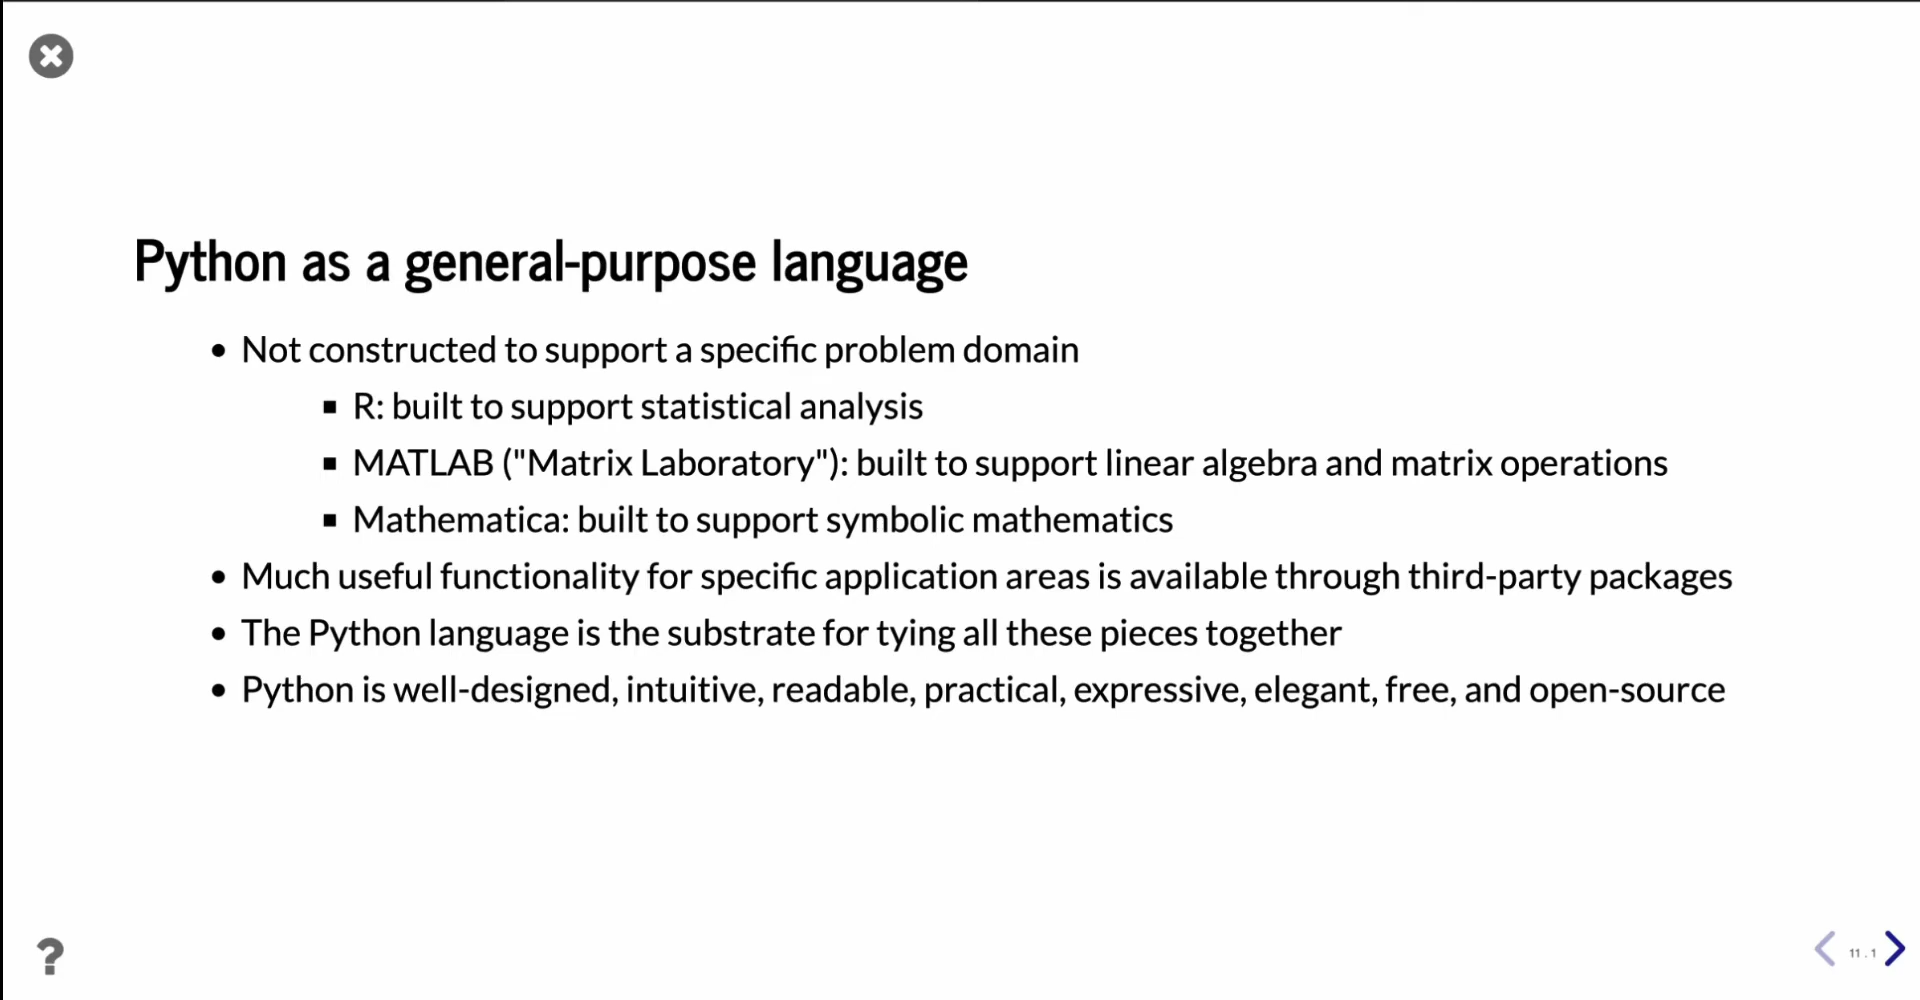 Python as a general-purpose language
• Not constructed to support a specific problem domain
▪ R: built to support statistical analysis
▪ MATLAB ("Matrix Laboratory"): built to support linear algebra and matrix operations
▪ Mathematica: built to support symbolic mathematics
• Much useful functionality for specific application areas is available through third-party packages
• The Python language is the substrate for tying all these pieces together
• Python is well-designed, intuitive, readable, practical, expressive, elegant, free, and open-source
?
11 . 1